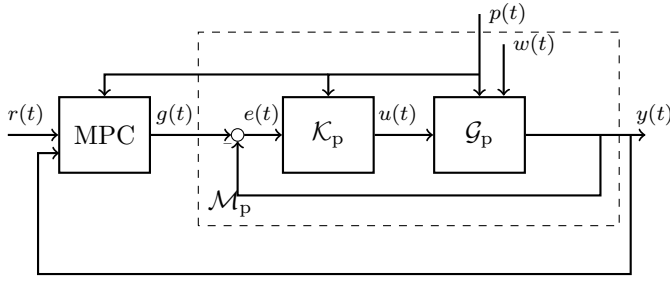 p(t)
w(t)
r(t) MPC g(t) e(t) 𝒦p u(t) 𝒢p y(t)
-
ℳp